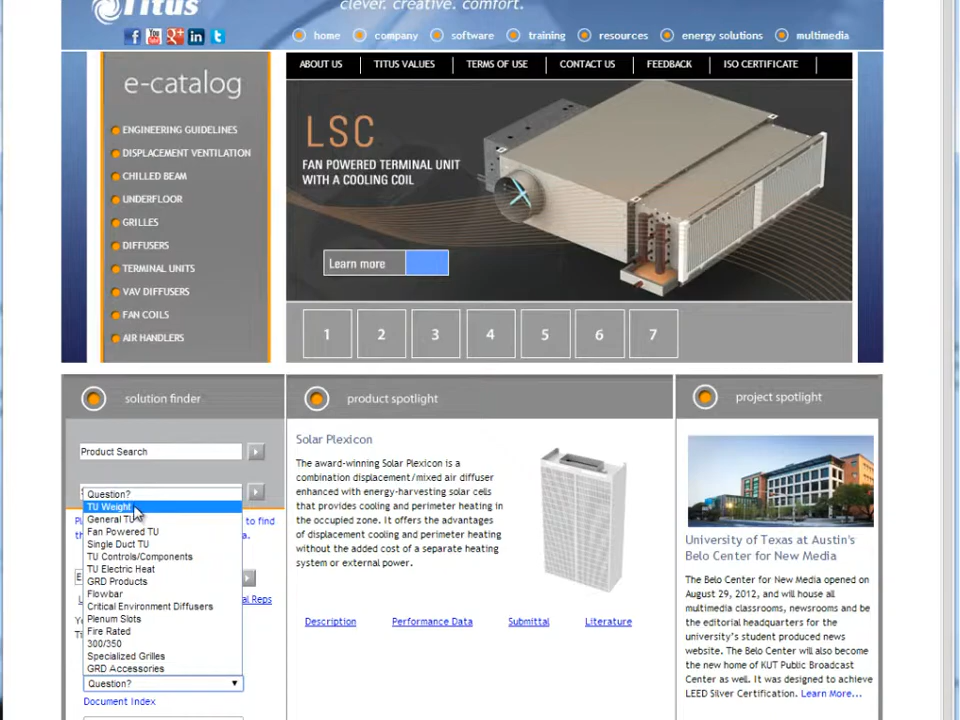 Titus
clever. creative. comfort.
home company software training resources energy solutions multimedia
e-catalog
ENGINEERING GUIDELINES
DISPLACEMENT VENTILATION
CHILLED BEAM
UNDERFLOOR
GRILLES
DIFFUSERS
TERMINAL UNITS
VAV DIFFUSERS
FAN COILS
AIR HANDLERS
ABOUT US TITUS VALUES TERMS OF USE CONTACT US FEEDBACK ISO CERTIFICATE
LSC
FAN POWERED TERMINAL UNIT
WITH A COOLING COIL
Learn more
1 2 3 4 5 6 7
solution finder
Product Search
Question?
TU Weight
General TU
Fan Powered TU
Single Duct TU
TU Controls/Components
TU Electric Heat
GRD Products
Flowbar
Critical Environment Diffusers
Plenum Slots
Fire Rated
300/350
Specialized Grilles
GRD Accessories
to find
al Reps
Question?
Document Index
product spotlight
Solar Plexicon
The award-winning Solar Plexicon is a
combination displacement/mixed air diffuser
enhanced with energy-harvesting solar cells
that provides cooling and perimeter heating in
the occupied zone. It offers the advantages
of displacement cooling and perimeter heating
without the added cost of a separate heating
system or external power.
Description Performance Data Submittal Literature
project spotlight
University of Texas at Austin's
Belo Center for New Media
The Belo Center for New Media opened on
August 29, 2012, and will house all
multimedia classrooms, newsrooms and be
the editorial headquarters for the
university's student produced news
website. The Belo Center will also become
the new home of KUT Public Broadcast
Center as well. It was designed to achieve
LEED Silver Certification. Learn More...